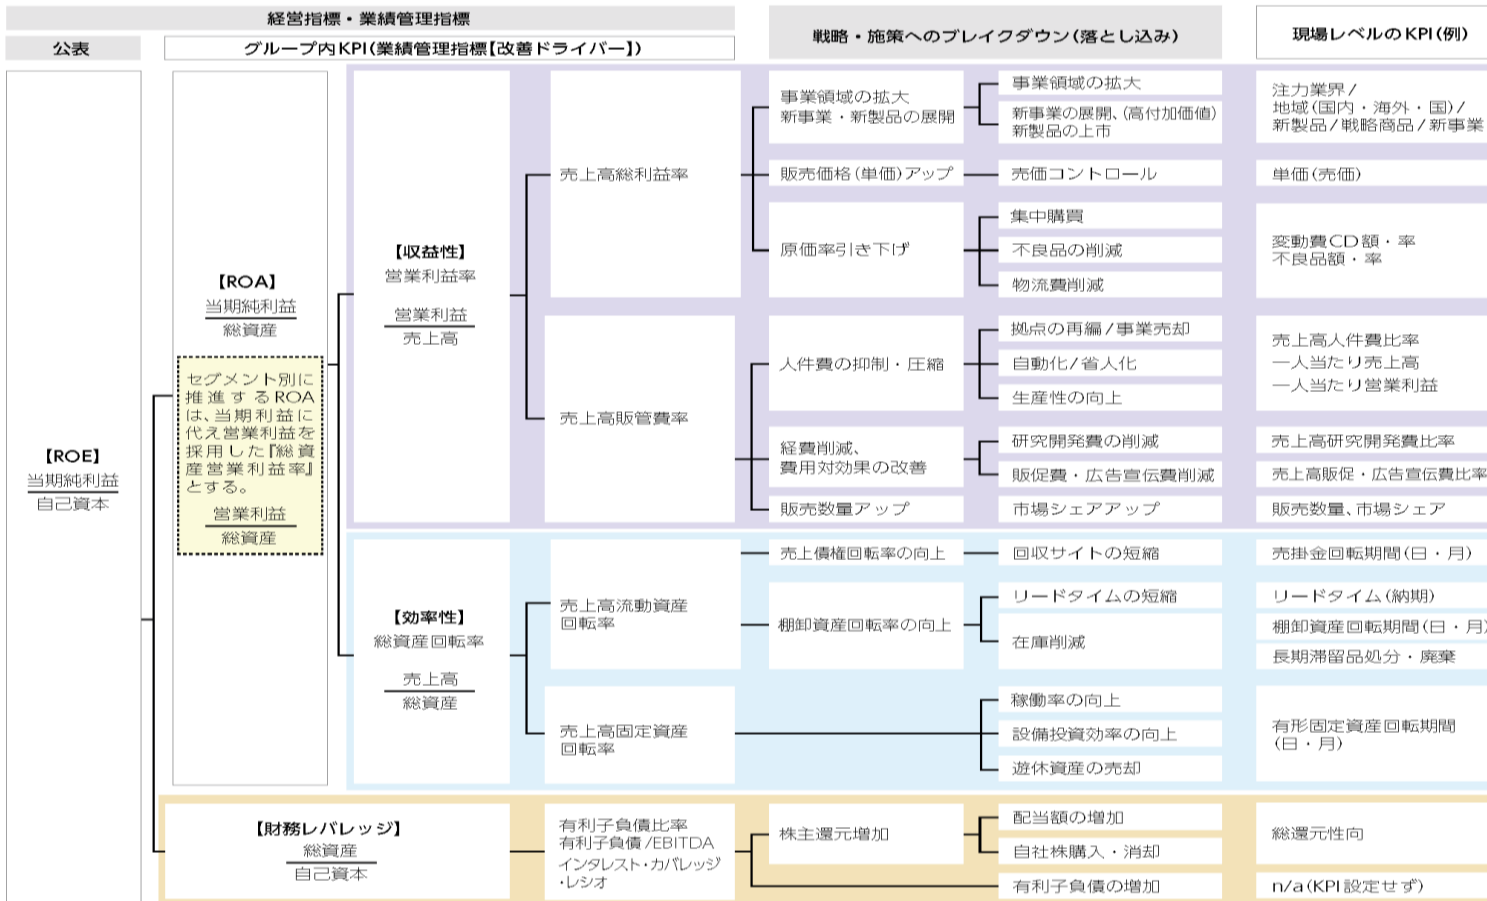 経営指標・業績管理指標
公表
グループ内KPI(業績管理指標【改善ドライバー】)
戦略・施策へのブレイクダウン(落とし込み)
現場レベルのKPI(例)
【ROE】
当期純利益
自己資本
【ROA】
当期純利益
総資産
セグメント別に
推進するROA
は、当期利益に
代え営業利益を
採用した『総資
産営業利益率』
とする。
営業利益
総資産
【収益性】
営業利益率
営業利益
売上高
売上高総利益率
事業領域の拡大
新事業・新製品の展開
事業領域の拡大
新事業の展開、(高付加価値)
新製品の上市
注力業界/
地域(国内・海外・国)/
新製品/戦略商品/新事業
販売価格(単価)アップ
売価コントロール
単価(売価)
原価率引き下げ
集中購買
不良品の削減
物流費削減
変動費CD額・率
不良品額・率
売上高販管費率
人件費の抑制・圧縮
拠点の再編/事業売却
自動化/省人化
生産性の向上
売上高人件費比率
一人当たり売上高
一人当たり営業利益
経費削減、
費用対効果の改善
研究開発費の削減
販促費・広告宣伝費削減
売上高研究開発費比率
売上高販促・広告宣伝費比率
販売数量アップ
市場シェアアップ
販売数量、市場シェア
【効率性】
総資産回転率
売上高
総資産
売上高流動資産
回転率
売上債権回転率の向上
回収サイトの短縮
売掛金回転期間(日・月)
棚卸資産回転率の向上
リードタイムの短縮
在庫削減
リードタイム(納期)
棚卸資産回転期間(日・月)
長期滞留品処分・廃棄
売上高固定資産
回転率
稼働率の向上
設備投資効率の向上
遊休資産の売却
有形固定資産回転期間
(日・月)
【財務レバレッジ】
総資産
自己資本
有利子負債比率
有利子負債/EBITDA
インタレスト・カバレッジ
・レシオ
株主還元増加
配当額の増加
自社株購入・消却
総還元性向
有利子負債の増加
n/a(KPI設定せず)